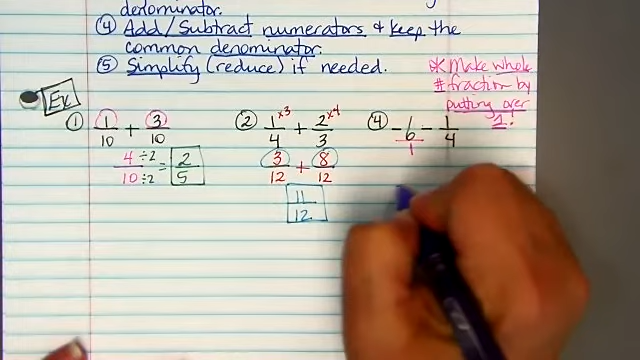 denominator.
④ Add/Subtract numerators & keep the
common denominator.
⑤ Simplify (reduce) if needed.
* Make whole
# fraction by
putting over
1.
Ex
① 1/10 + 3/10
4 ÷2 / 10 ÷2 = 2/5
② 1/4 ×3 + 2/3 ×4
3/12 + 8/12
11/12
④ -6/1 - 1/4